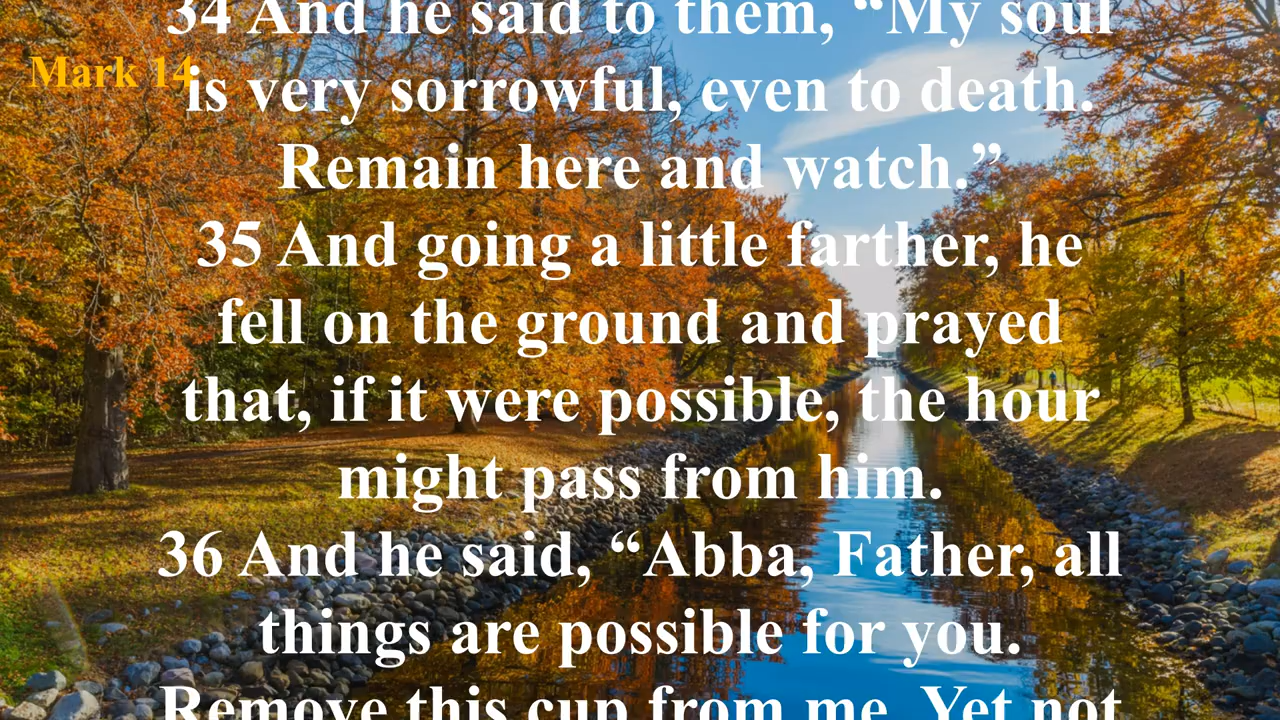 Mark 14
34 And he said to them, “My soul
is very sorrowful, even to death.
Remain here and watch.”
35 And going a little farther, he
fell on the ground and prayed
that, if it were possible, the hour
might pass from him.
36 And he said, “Abba, Father, all
things are possible for you.
Remove this cup from me. Yet not